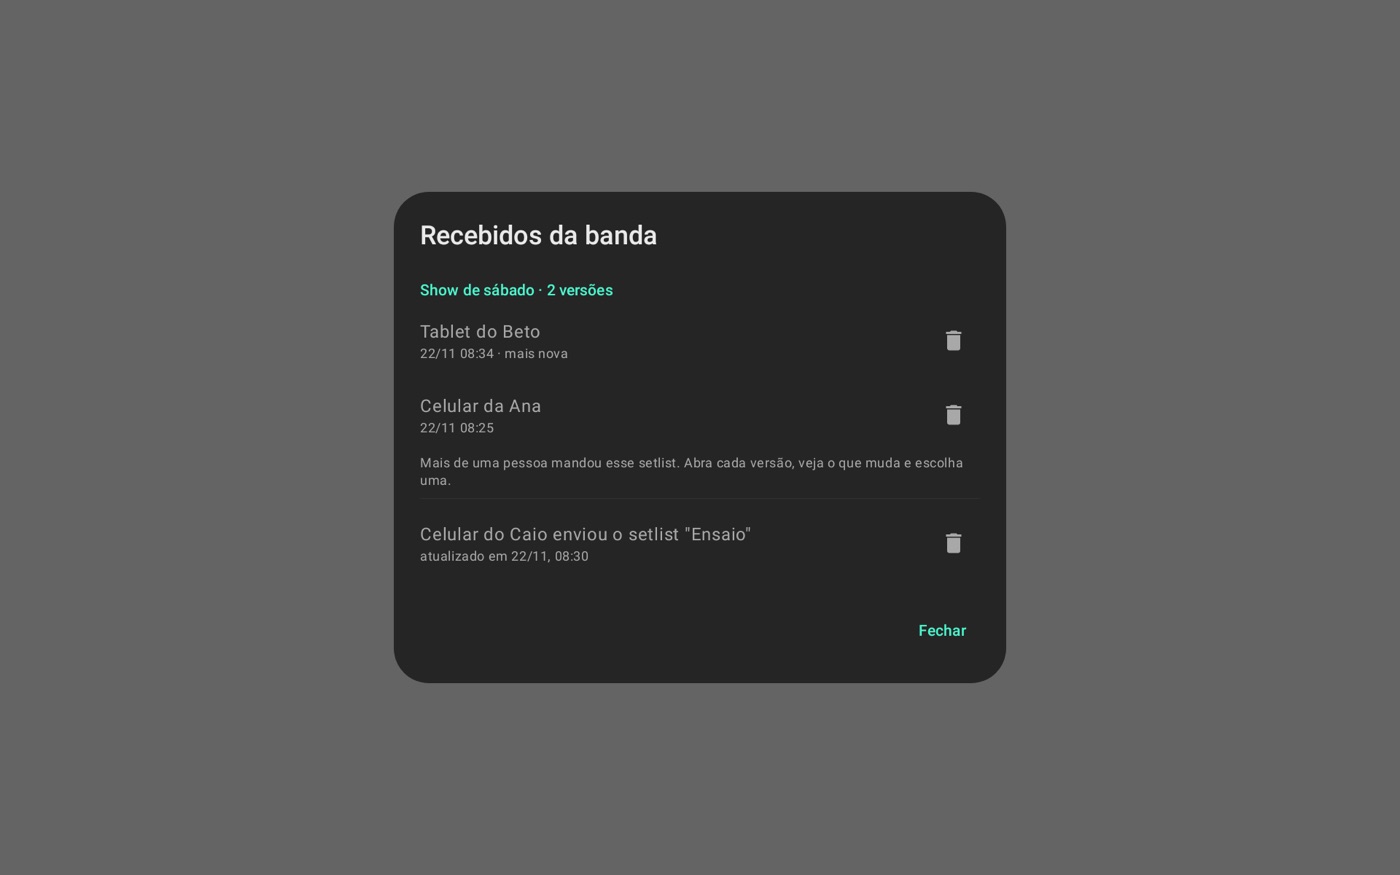 Recebidos da banda
Show de sábado · 2 versões
Tablet do Beto
22/11 08:34 · mais nova
Celular da Ana
22/11 08:25
Mais de uma pessoa mandou esse setlist. Abra cada versão, veja o que muda e escolha
uma.
Celular do Caio enviou o setlist "Ensaio"
atualizado em 22/11, 08:30
Fechar